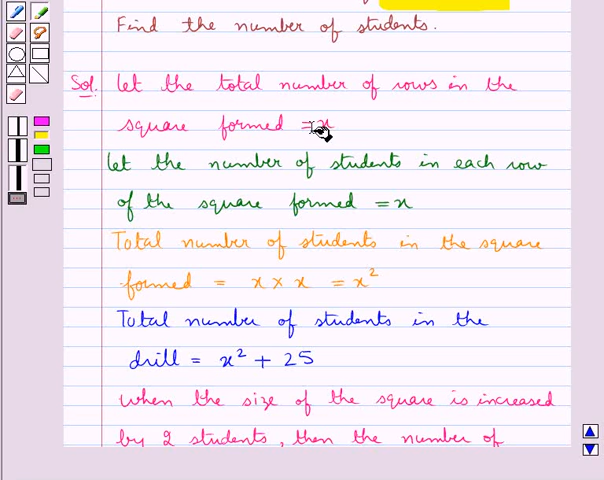 Find the number of students.
Sol. let the total number of rows in the
square formed = x
let the number of students in each row
of the square formed = x
Total number of students in the square
formed = x × x = x²
Total number of students in the
drill = x² + 25
when the size of the square is increased
by 2 students, then the number of